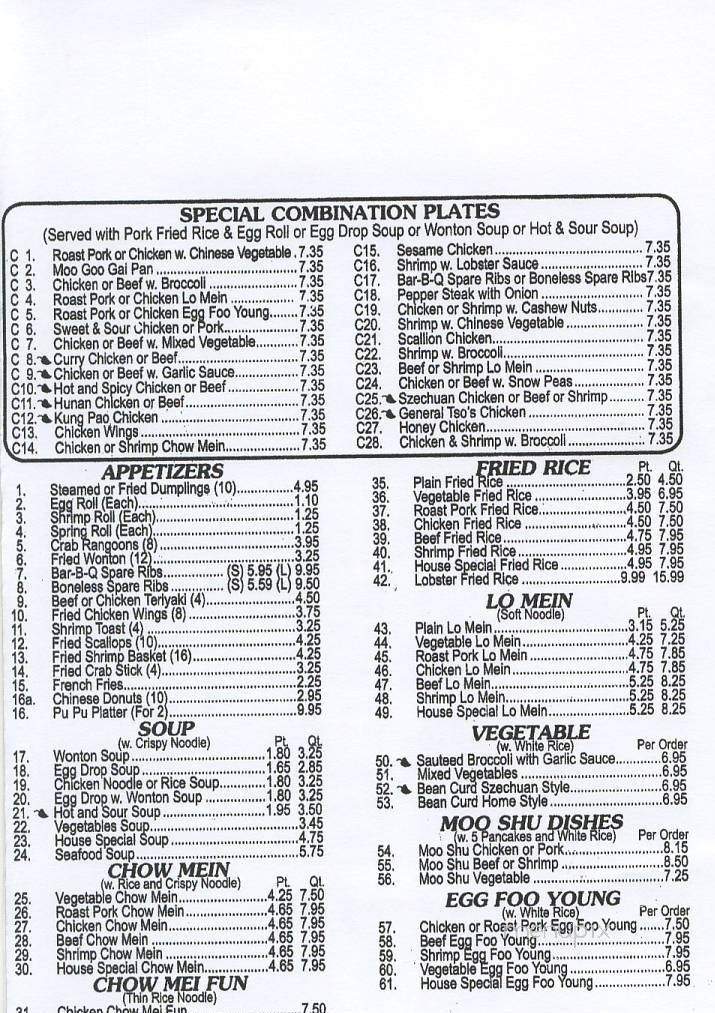 SPECIAL COMBINATION PLATES
(Served with Pork Fried Rice & Egg Roll or Egg Drop Soup or Wonton Soup or Hot & Sour Soup)
C 1. Roast Pork or Chicken w. Chinese Vegetable . 7.35
C 2. Moo Goo Gai Pan 7.35
C 3. Chicken or Beef w. Broccoli 7.35
C 4. Roast Pork or Chicken Lo Mein 7.35
C 5. Roast Pork or Chicken Egg Foo Young 7.35
C 6. Sweet & Sour Chicken or Pork 7.35
C 7. Chicken or Beef w. Mixed Vegetable 7.35
C 8. Curry Chicken or Beef 7.35
C 9. Chicken or Beef w. Garlic Sauce 7.35
C10. Hot and Spicy Chicken or Beef 7.35
C11. Hunan Chicken or Beef 7.35
C12. Kung Pao Chicken 7.35
C13. Chicken Wings 7.35
C14. Chicken or Shrimp Chow Mein 7.35
C15. Sesame Chicken 7.35
C16. Shrimp w. Lobster Sauce 7.35
C17. Bar-B-Q Spare Ribs or Boneless Spare Ribs 7.35
C18. Pepper Steak with Onion 7.35
C19. Chicken or Shrimp w. Cashew Nuts 7.35
C20. Shrimp w. Chinese Vegetable 7.35
C21. Scallion Chicken 7.35
C22. Shrimp w. Broccoli 7.35
C23. Beef or Shrimp Lo Mein 7.35
C24. Chicken or Beef w. Snow Peas 7.35
C25. Szechuan Chicken or Beef or Shrimp 7.35
C26. General Tso's Chicken 7.35
C27. Honey Chicken 7.35
C28. Chicken & Shrimp w. Broccoli 7.35
APPETIZERS
1. Steamed or Fried Dumplings (10) 4.95
2. Egg Roll (Each) 1.10
3. Shrimp Roll (Each) 1.25
4. Spring Roll (Each) 1.25
5. Crab Rangoons (8) 3.95
6. Fried Wonton (12) 3.25
7. Bar-B-Q Spare Ribs (S) 5.95 (L) 9.95
8. Boneless Spare Ribs (S) 5.59 (L) 9.50
9. Beef or Chicken Teriyaki (4) 4.50
10. Fried Chicken Wings (8) 3.75
11. Shrimp Toast (4) 3.25
12. Fried Scallops (10) 4.25
13. Fried Shrimp Basket (16) 4.25
14. Fried Crab Stick (4) 3.25
15. French Fries 2.25
16a. Chinese Donuts (10) 2.95
16. Pu Pu Platter (For 2) 9.95
SOUP
(w. Crispy Noodle) Pt. Qt.
17. Wonton Soup 1.80 3.25
18. Egg Drop Soup 1.65 2.85
19. Chicken Noodle or Rice Soup 1.80 3.25
20. Egg Drop w. Wonton Soup 1.80 3.25
21. Hot and Sour Soup 1.95 3.50
22. Vegetables Soup 3.45
23. House Special Soup 4.75
24. Seafood Soup 5.75
CHOW MEIN
(w. Rice and Crispy Noodle) Pt. Qt.
25. Vegetable Chow Mein 4.25 7.50
26. Roast Pork Chow Mein 4.65 7.95
27. Chicken Chow Mein 4.65 7.95
28. Beef Chow Mein 4.65 7.95
29. Shrimp Chow Mein 4.65 7.95
30. House Special Chow Mein 4.65 7.95
CHOW MEI FUN
(Thin Rice Noodle)
31. Chicken Chow Mei Fun 7.50
FRIED RICE Pt. Qt.
35. Plain Fried Rice 2.50 4.50
36. Vegetable Fried Rice 3.95 6.95
37. Roast Pork Fried Rice 4.50 7.50
38. Chicken Fried Rice 4.50 7.50
39. Beef Fried Rice 4.75 7.95
40. Shrimp Fried Rice 4.95 7.95
41. House Special Fried Rice 4.95 7.95
42. Lobster Fried Rice 9.99 15.99
LO MEIN
(Soft Noodle) Pt. Qt.
43. Plain Lo Mein 3.15 5.25
44. Vegetable Lo Mein 4.25 7.25
45. Roast Pork Lo Mein 4.75 7.85
46. Chicken Lo Mein 4.75 7.85
47. Beef Lo Mein 5.25 8.25
48. Shrimp Lo Mein 5.25 8.25
49. House Special Lo Mein 5.25 8.25
VEGETABLE
(w. White Rice) Per Order
50. Sauteed Broccoli with Garlic Sauce 6.95
51. Mixed Vegetables 6.95
52. Bean Curd Szechuan Style 6.95
53. Bean Curd Home Style 6.95
MOO SHU DISHES
(w. 5 Pancakes and White Rice) Per Order
54. Moo Shu Chicken or Pork 8.15
55. Moo Shu Beef or Shrimp 8.50
56. Moo Shu Vegetable 7.25
EGG FOO YOUNG
(w. White Rice) Per Order
57. Chicken or Roast Pork Egg Foo Young 7.50
58. Beef Egg Foo Young 7.95
59. Shrimp Egg Foo Young 7.95
60. Vegetable Egg Foo Young 6.95
61. House Special Egg Foo Young 7.95